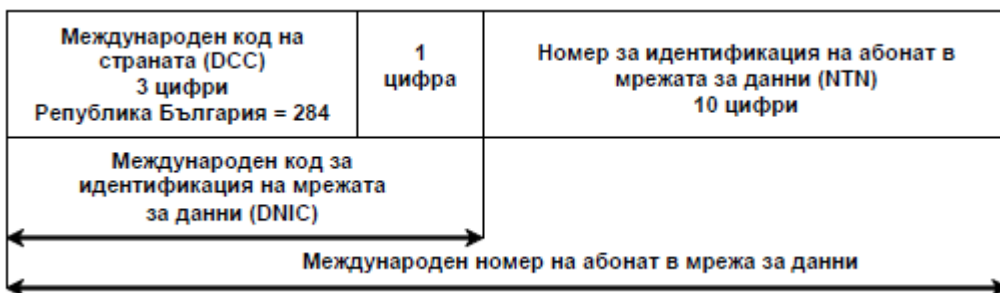 Международен код на
страната (DCC)
3 цифри
Република България = 284
1
цифра
Номер за идентификация на абонат в
мрежата за данни (NTN)
10 цифри
Международен код за
идентификация на мрежата
за данни (DNIC)
Международен номер на абонат в мрежа за данни